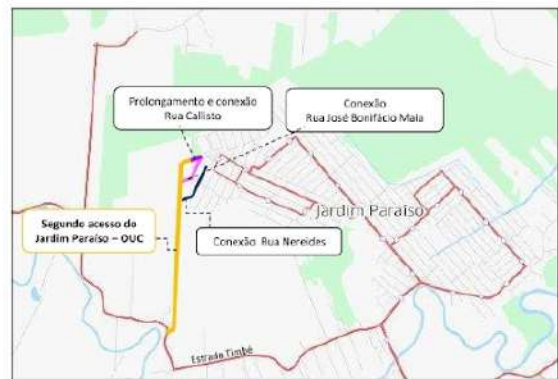 Prolongamento e conexão
Rua Callisto
Conexão
Rua José Bonifácio Maia
Jardim Paraíso
Segundo acesso do
Jardim Paraíso – OUC
Conexão Rua Nereides
Estrada Timbé